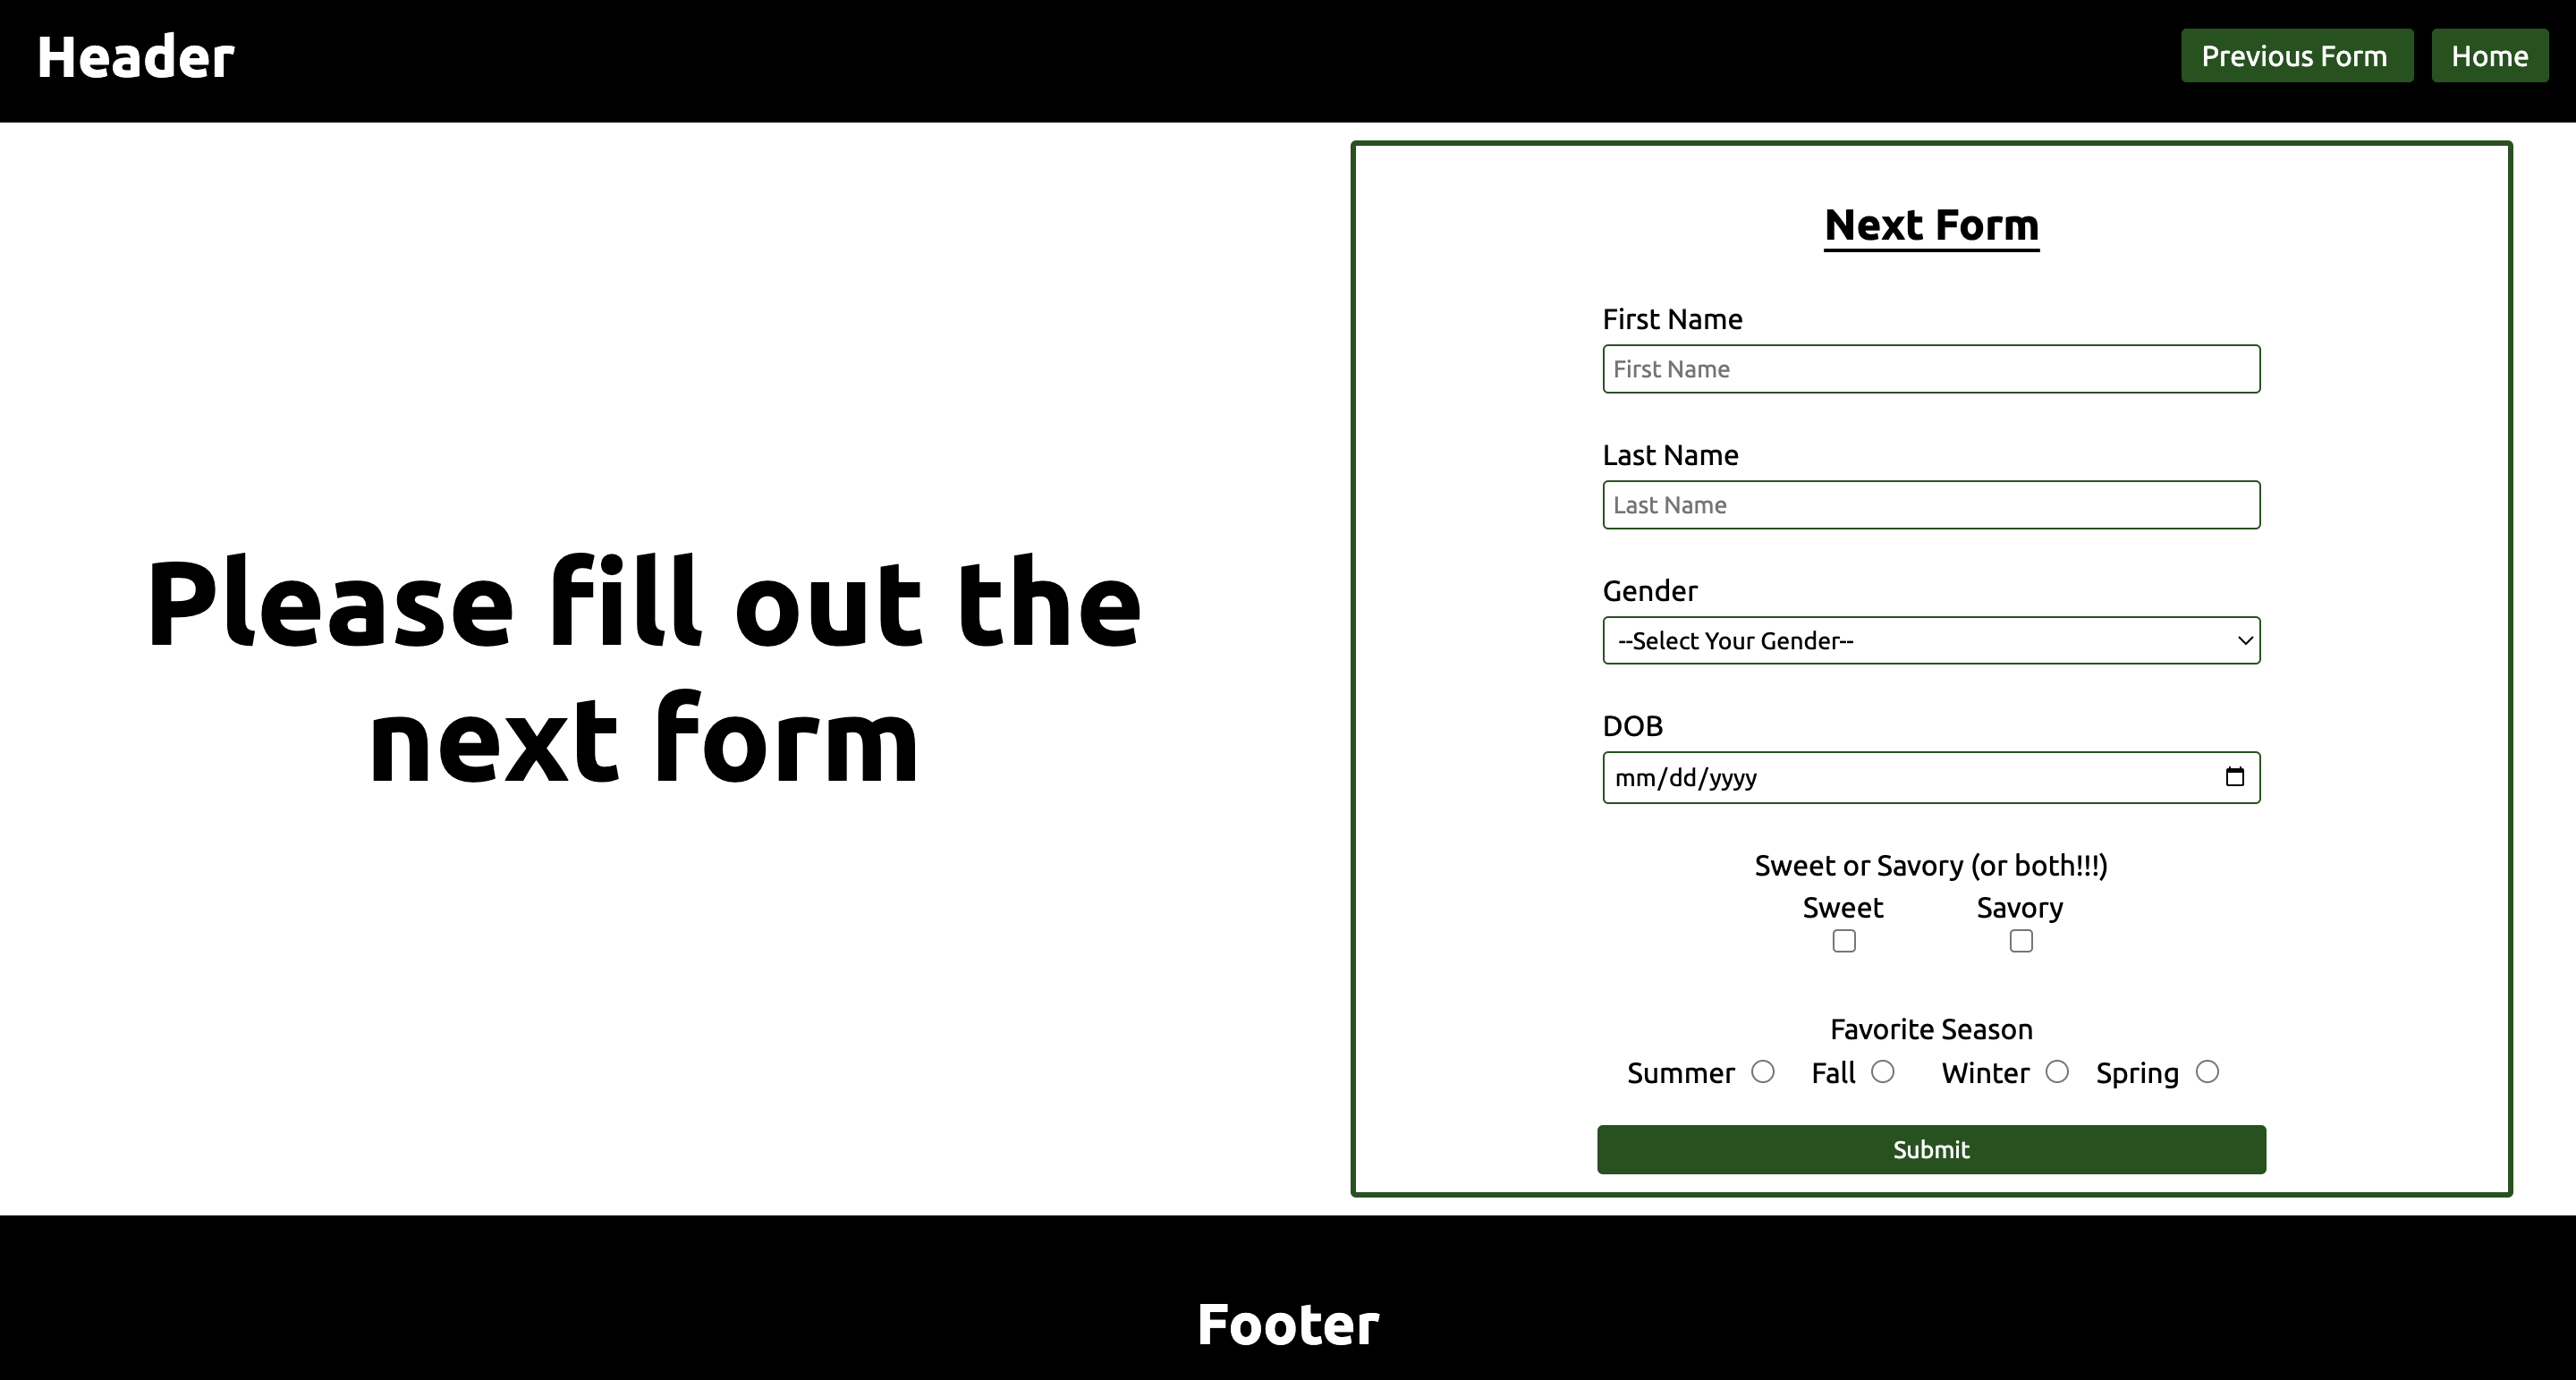 Header
Previous Form Home
Please fill out the
next form
Next Form
First Name
First Name
Last Name
Last Name
Gender
--Select Your Gender--
DOB
mm/dd/yyyy
Sweet or Savory (or both!!!)
Sweet Savory
Favorite Season
Summer Fall Winter Spring
Submit
Footer